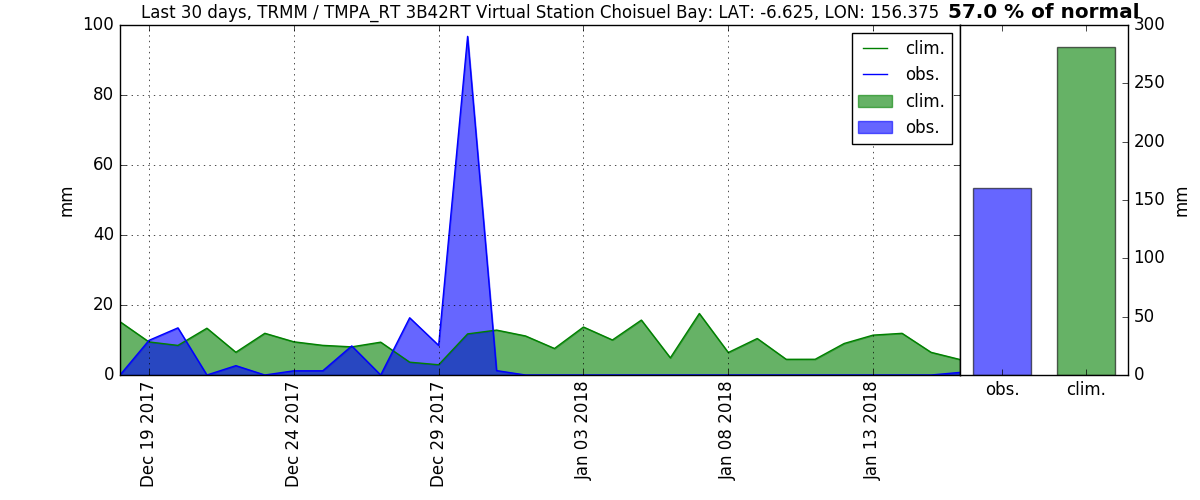 Last 30 days, TRMM / TMPA_RT 3B42RT Virtual Station Choisuel Bay: LAT: -6.625, LON: 156.375
57.0 % of normal
100
80
60
40
20
0
mm
clim.
obs.
clim.
obs.
Dec 19 2017
Dec 24 2017
Dec 29 2017
Jan 03 2018
Jan 08 2018
Jan 13 2018
300
250
200
150
100
50
0
mm
obs.
clim.